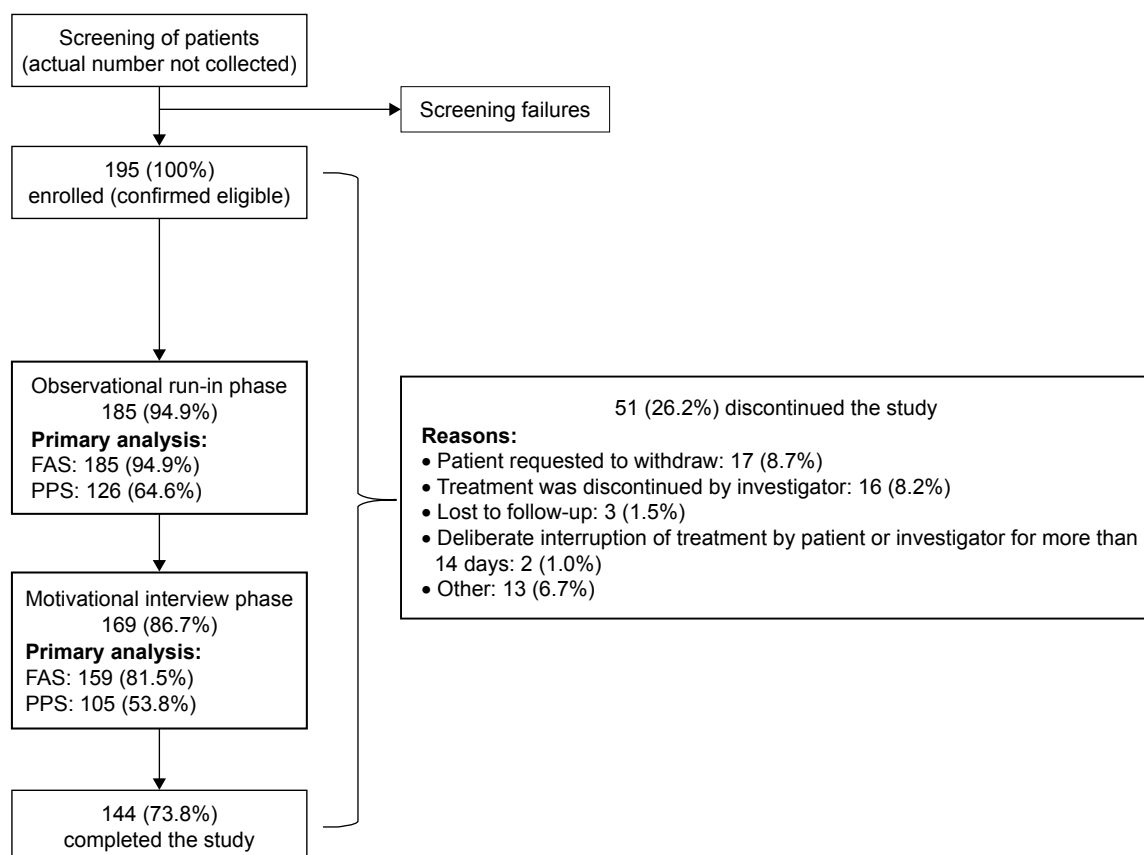 Screening of patients
(actual number not collected)
Screening failures
195 (100%)
enrolled (confirmed eligible)
Observational run-in phase
185 (94.9%)
Primary analysis:
FAS: 185 (94.9%)
PPS: 126 (64.6%)
51 (26.2%) discontinued the study
Reasons:
• Patient requested to withdraw: 17 (8.7%)
• Treatment was discontinued by investigator: 16 (8.2%)
• Lost to follow-up: 3 (1.5%)
• Deliberate interruption of treatment by patient or investigator for more than
14 days: 2 (1.0%)
• Other: 13 (6.7%)
Motivational interview phase
169 (86.7%)
Primary analysis:
FAS: 159 (81.5%)
PPS: 105 (53.8%)
144 (73.8%)
completed the study